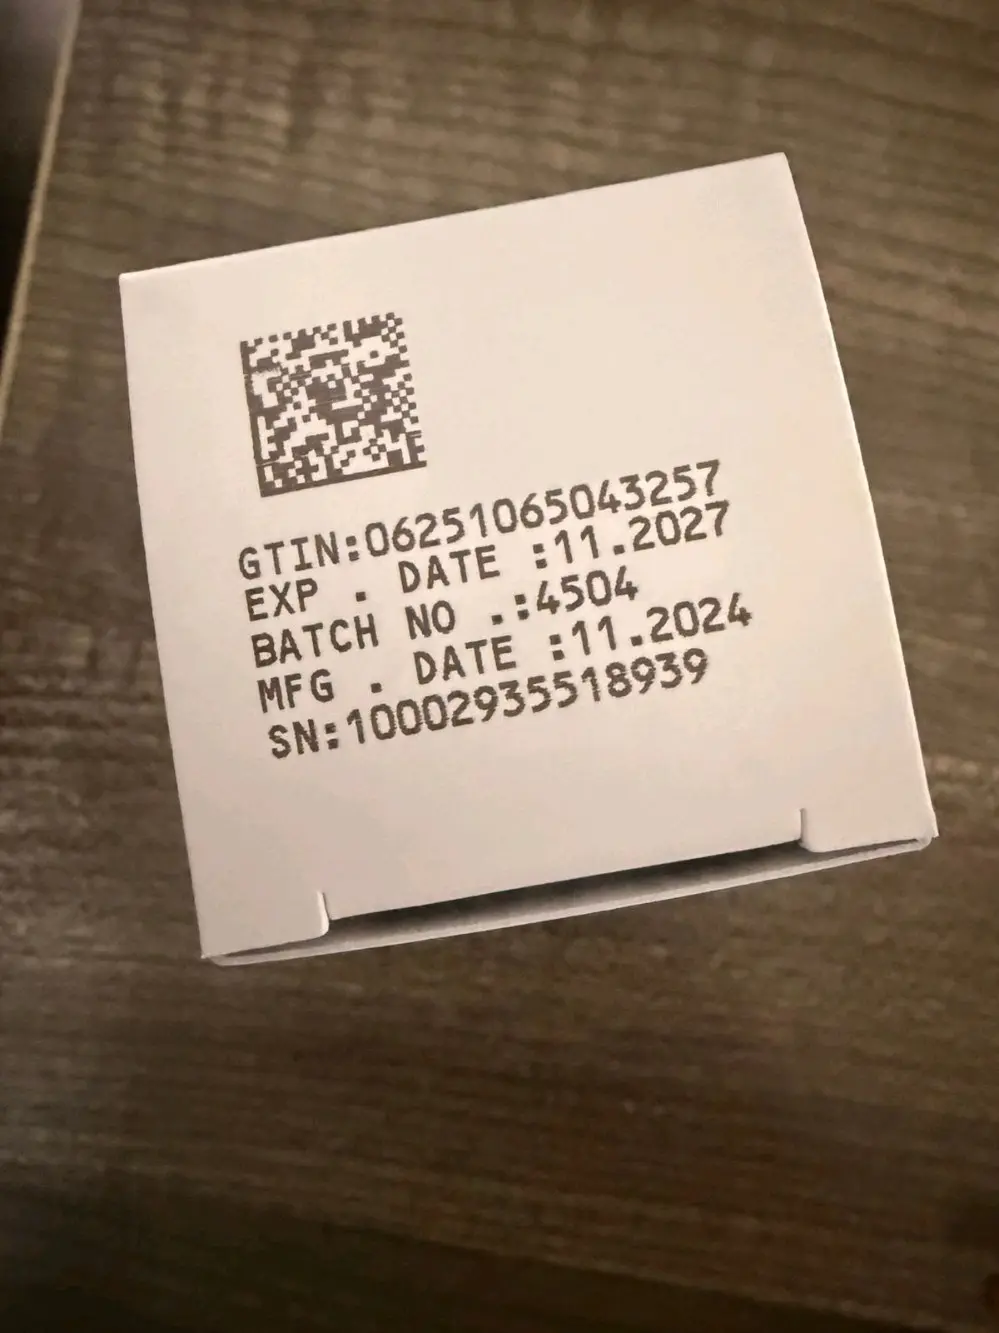 GTIN:06251065043257
EXP . DATE :11.2027
BATCH NO .:4504
MFG . DATE :11.2024
SN:10002935518939